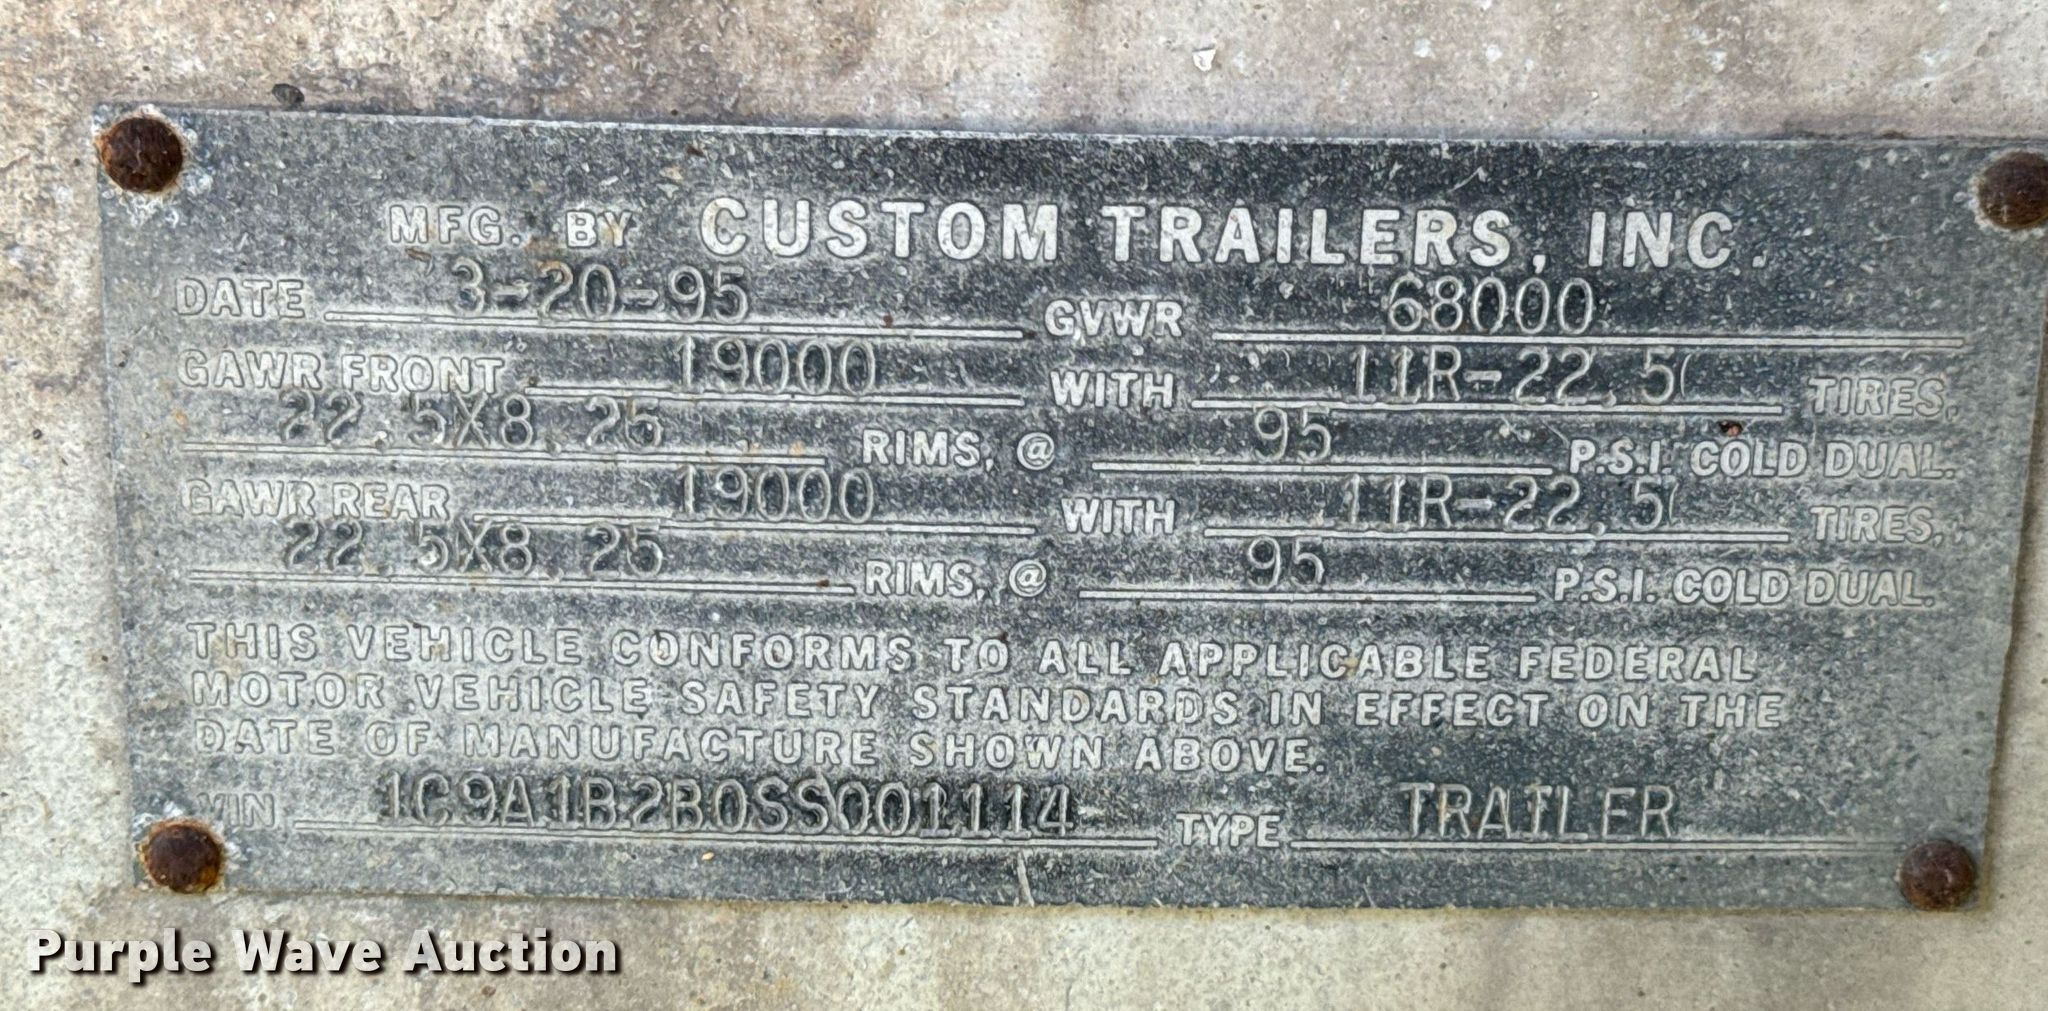 MFG. BY CUSTOM TRAILERS, INC.
DATE 3-20-95 GVWR 68000
GAWR FRONT 19000 WITH 11R-22.5( TIRES,
22.5X8.25 RIMS, @ 95 P.S.I. COLD DUAL.
GAWR REAR 19000 WITH 11R-22.5( TIRES,
22.5X8.25 RIMS, @ 95 P.S.I. COLD DUAL.
THIS VEHICLE CONFORMS TO ALL APPLICABLE FEDERAL
MOTOR VEHICLE SAFETY STANDARDS IN EFFECT ON THE
DATE OF MANUFACTURE SHOWN ABOVE.
VIN 1C9A1B2B0SS001114 TYPE TRAILER
Purple Wave Auction